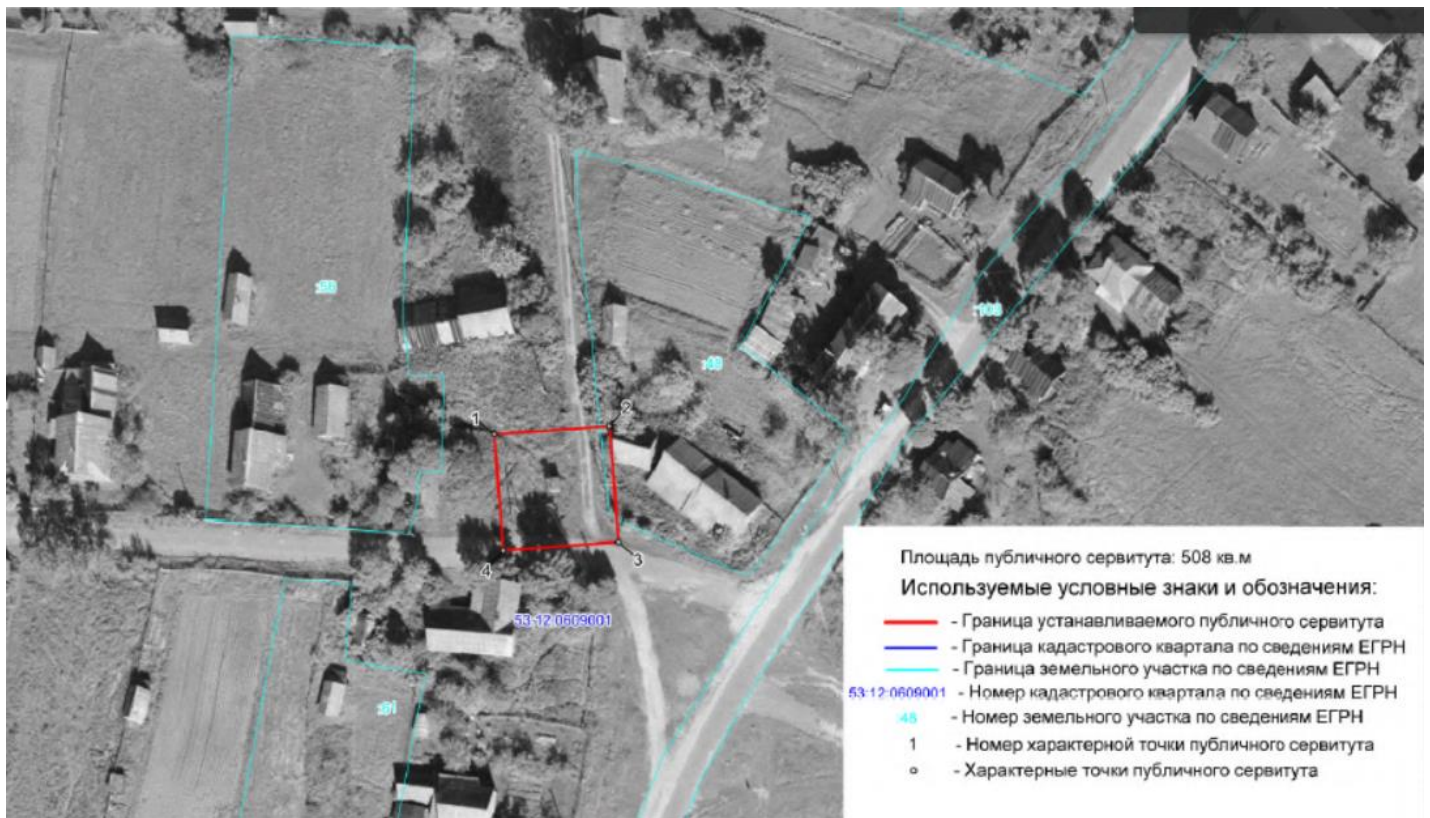 :56
:103
:48
1
2
3
4
53:12:0609001
:61
Площадь публичного сервитута: 508 кв.м
Используемые условные знаки и обозначения:
- Граница устанавливаемого публичного сервитута
- Граница кадастрового квартала по сведениям ЕГРН
- Граница земельного участка по сведениям ЕГРН
53:12:0609001 - Номер кадастрового квартала по сведениям ЕГРН
:48 - Номер земельного участка по сведениям ЕГРН
1 - Номер характерной точки публичного сервитута
- Характерные точки публичного сервитута